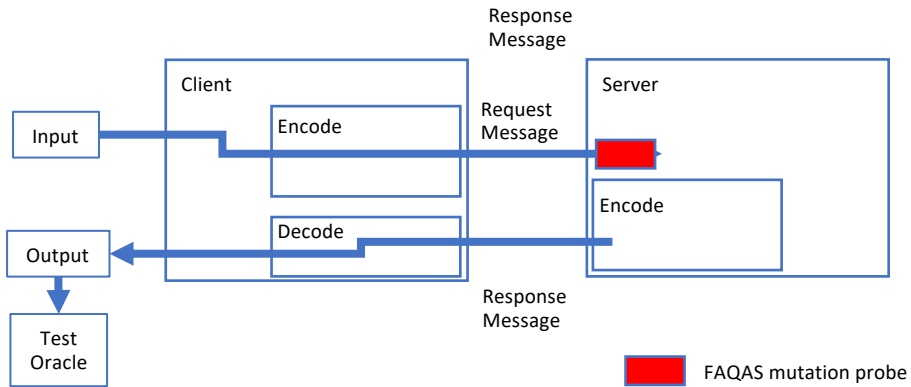 Response
Message
Client
Server
Request
Message
Encode
Input
Encode
Decode
Output
Response
Message
Test
Oracle
FAQAS mutation probe